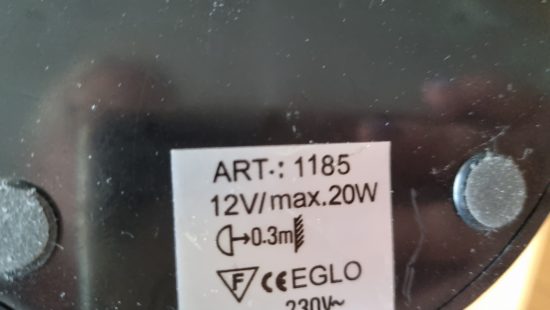 ART.: 1185
12V/max.20W
0.3m
F CE EGLO
230V~